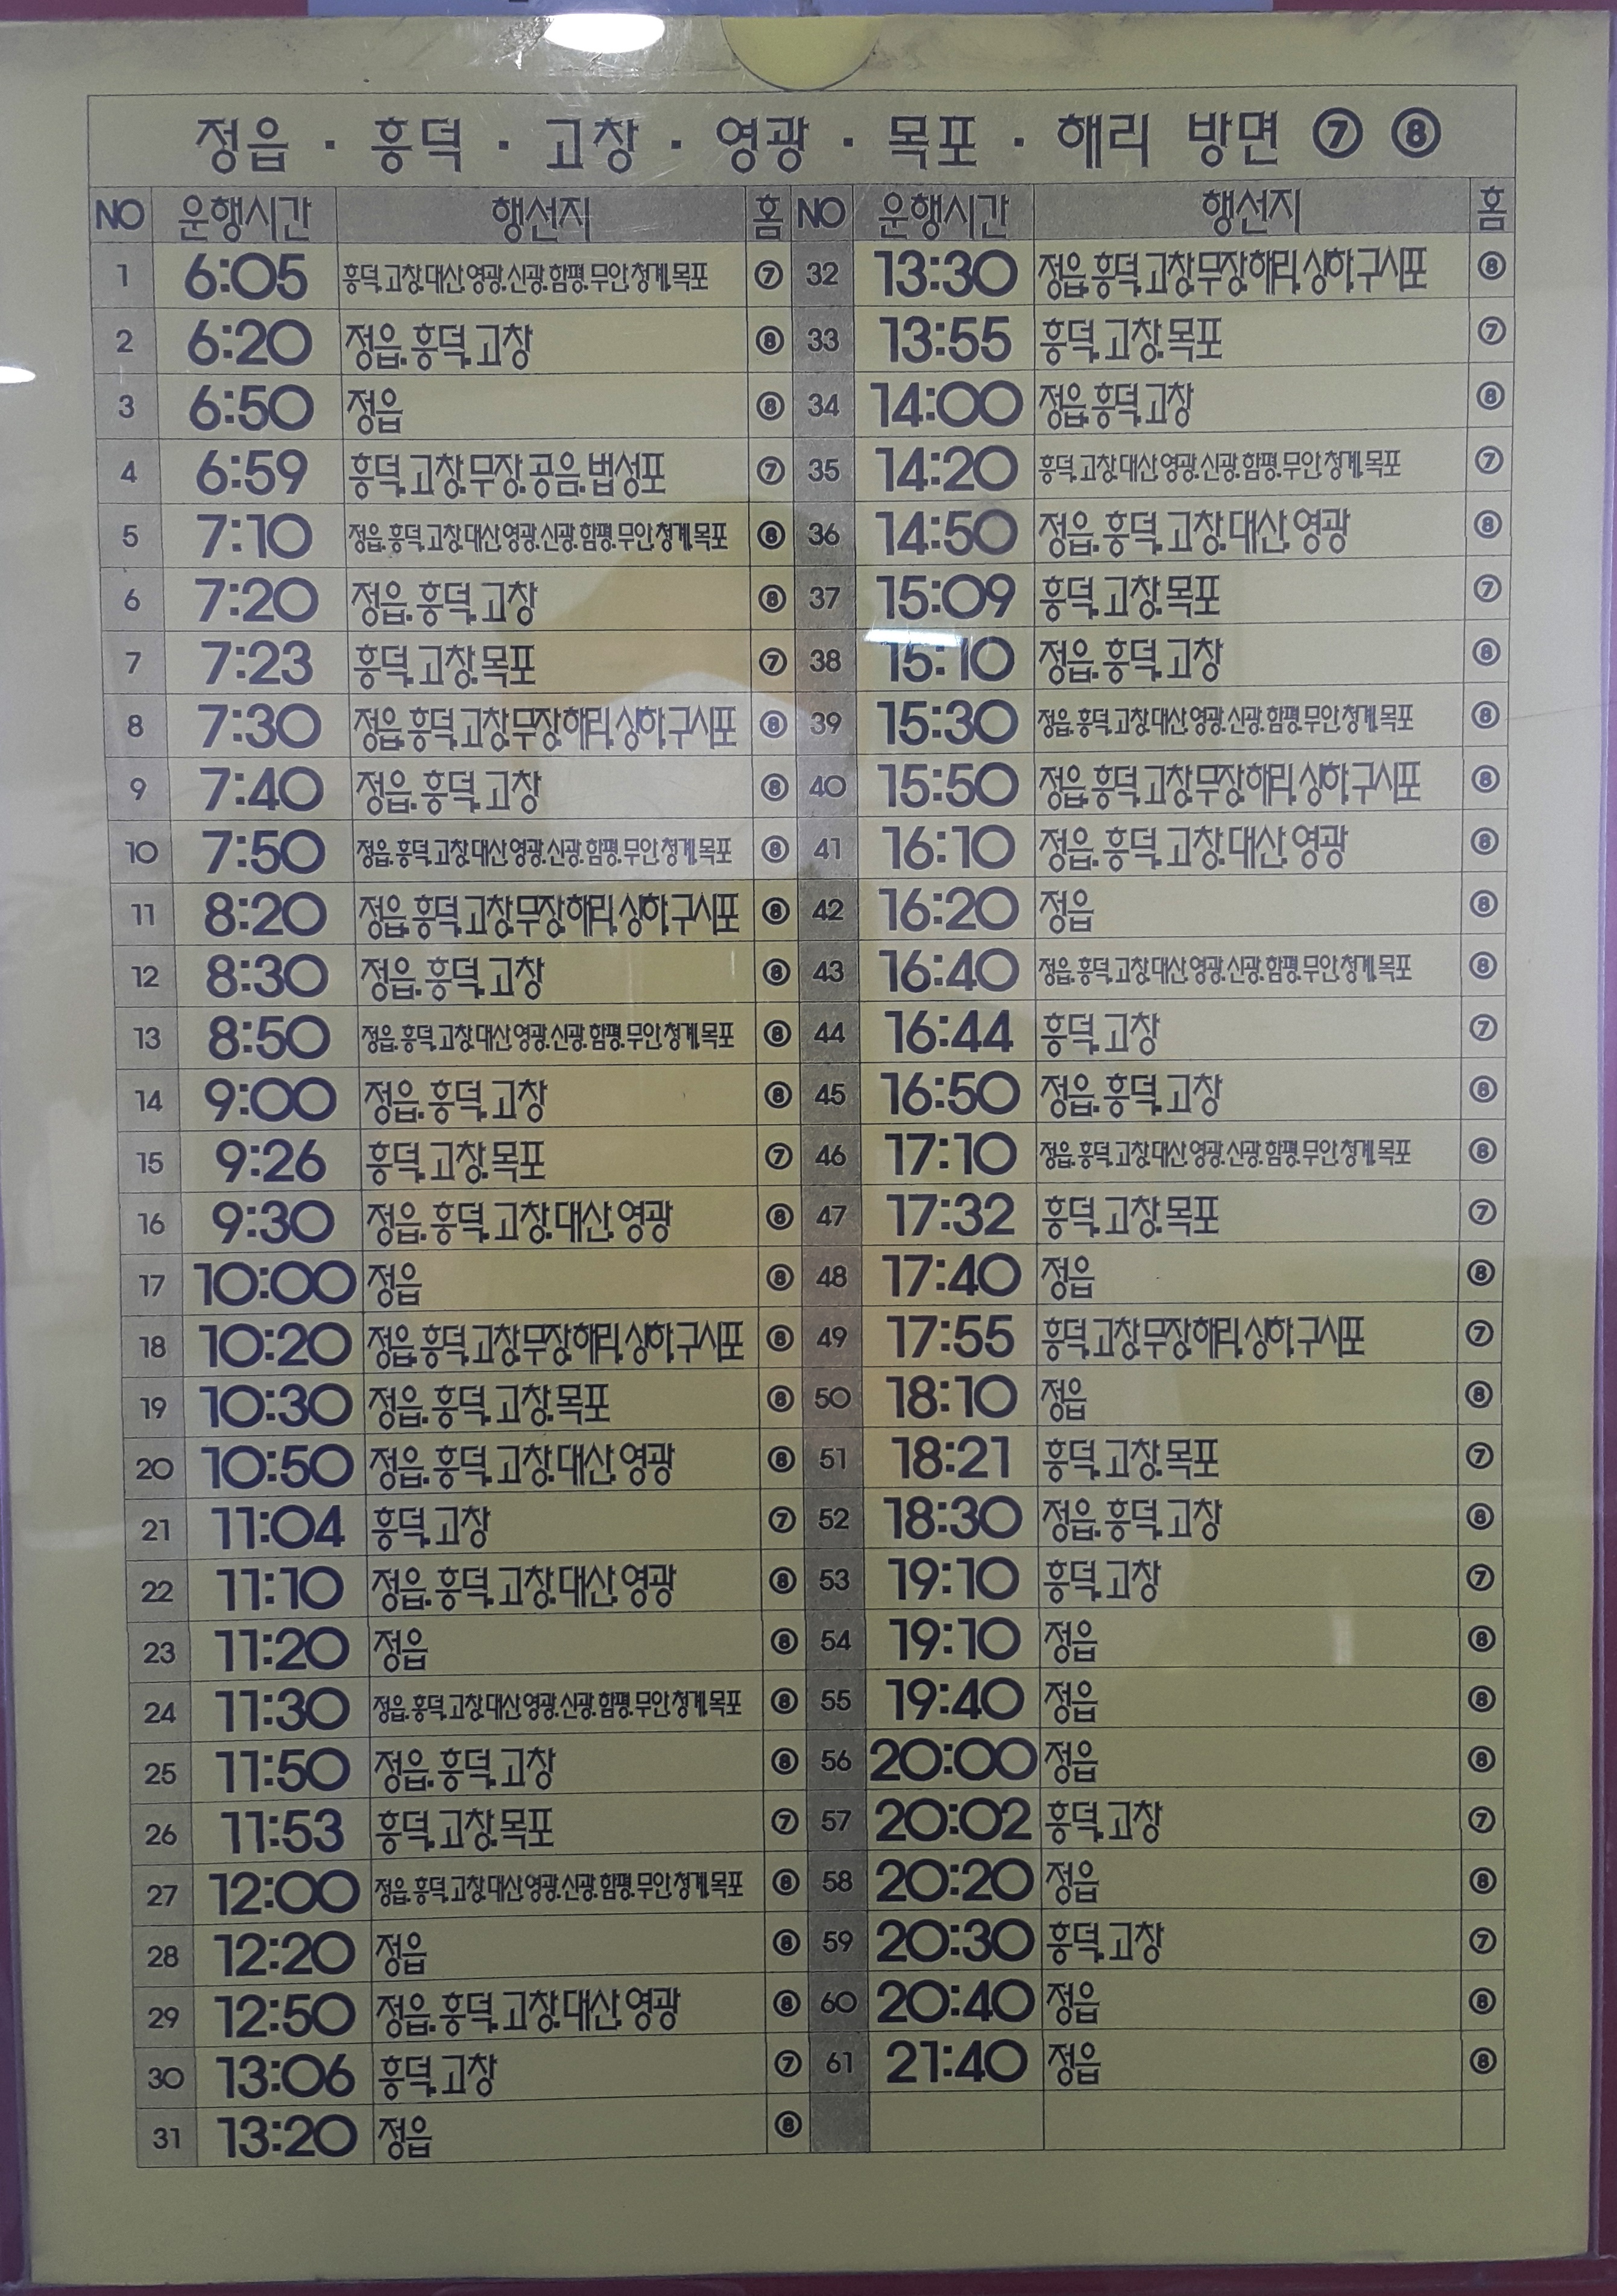 정읍 · 흥덕 · 고창 · 영광 · 목포 · 해리 방면 ⑦ ⑧
NO 운행시간 행선지 홈 NO 운행시간 행선지 홈
1 6:05 흥덕.고창.대산.영광.신광.함평.무안.청계.목포 ⑦ 32 13:30 정읍.흥덕.고창.무장.해리.상하.구시포 ⑧
2 6:20 정읍.흥덕.고창 ⑧ 33 13:55 흥덕.고창.목포 ⑦
3 6:50 정읍 ⑧ 34 14:00 정읍.흥덕.고창 ⑧
4 6:59 흥덕.고창.무장.공음.법성포 ⑦ 35 14:20 흥덕.고창.대산.영광.신광.함평.무안.청계.목포 ⑦
5 7:10 정읍.흥덕.고창.대산.영광.신광.함평.무안.청계.목포 ⑧ 36 14:50 정읍.흥덕.고창.대산.영광 ⑧
6 7:20 정읍.흥덕.고창 ⑧ 37 15:09 흥덕.고창.목포 ⑦
7 7:23 흥덕.고창.목포 ⑦ 38 15:10 정읍.흥덕.고창 ⑧
8 7:30 정읍.흥덕.고창.무장.해리.상하.구시포 ⑧ 39 15:30 정읍.흥덕.고창.대산.영광.신광.함평.무안.청계.목포 ⑧
9 7:40 정읍.흥덕.고창 ⑧ 40 15:50 정읍.흥덕.고창.무장.해리.상하.구시포 ⑧
10 7:50 정읍.흥덕.고창.대산.영광.신광.함평.무안.청계.목포 ⑧ 41 16:10 정읍.흥덕.고창.대산.영광 ⑧
11 8:20 정읍.흥덕.고창.무장.해리.상하.구시포 ⑧ 42 16:20 정읍 ⑧
12 8:30 정읍.흥덕.고창 ⑧ 43 16:40 정읍.흥덕.고창.대산.영광.신광.함평.무안.청계.목포 ⑧
13 8:50 정읍.흥덕.고창.대산.영광.신광.함평.무안.청계.목포 ⑧ 44 16:44 흥덕.고창 ⑦
14 9:00 정읍.흥덕.고창 ⑧ 45 16:50 정읍.흥덕.고창 ⑧
15 9:26 흥덕.고창.목포 ⑦ 46 17:10 정읍.흥덕.고창.대산.영광.신광.함평.무안.청계.목포 ⑧
16 9:30 정읍.흥덕.고창.대산.영광 ⑧ 47 17:32 흥덕.고창.목포 ⑦
17 10:00 정읍 ⑧ 48 17:40 정읍 ⑧
18 10:20 정읍.흥덕.고창.무장.해리.상하.구시포 ⑧ 49 17:55 흥덕.고창.무장.해리.상하.구시포 ⑦
19 10:30 정읍.흥덕.고창.목포 ⑧ 50 18:10 정읍 ⑧
20 10:50 정읍.흥덕.고창.대산.영광 ⑧ 51 18:21 흥덕.고창.목포 ⑦
21 11:04 흥덕.고창 ⑦ 52 18:30 정읍.흥덕.고창 ⑧
22 11:10 정읍.흥덕.고창.대산.영광 ⑧ 53 19:10 흥덕.고창 ⑦
23 11:20 정읍 ⑧ 54 19:10 정읍 ⑧
24 11:30 정읍.흥덕.고창.대산.영광.신광.함평.무안.청계.목포 ⑧ 55 19:40 정읍 ⑧
25 11:50 정읍.흥덕.고창 ⑧ 56 20:00 정읍 ⑧
26 11:53 흥덕.고창.목포 ⑦ 57 20:02 흥덕.고창 ⑦
27 12:00 정읍.흥덕.고창.대산.영광.신광.함평.무안.청계.목포 ⑧ 58 20:20 정읍 ⑧
28 12:20 정읍 ⑧ 59 20:30 흥덕.고창 ⑦
29 12:50 정읍.흥덕.고창.대산.영광 ⑧ 60 20:40 정읍 ⑧
30 13:06 흥덕.고창 ⑦ 61 21:40 정읍 ⑧
31 13:20 정읍 ⑧